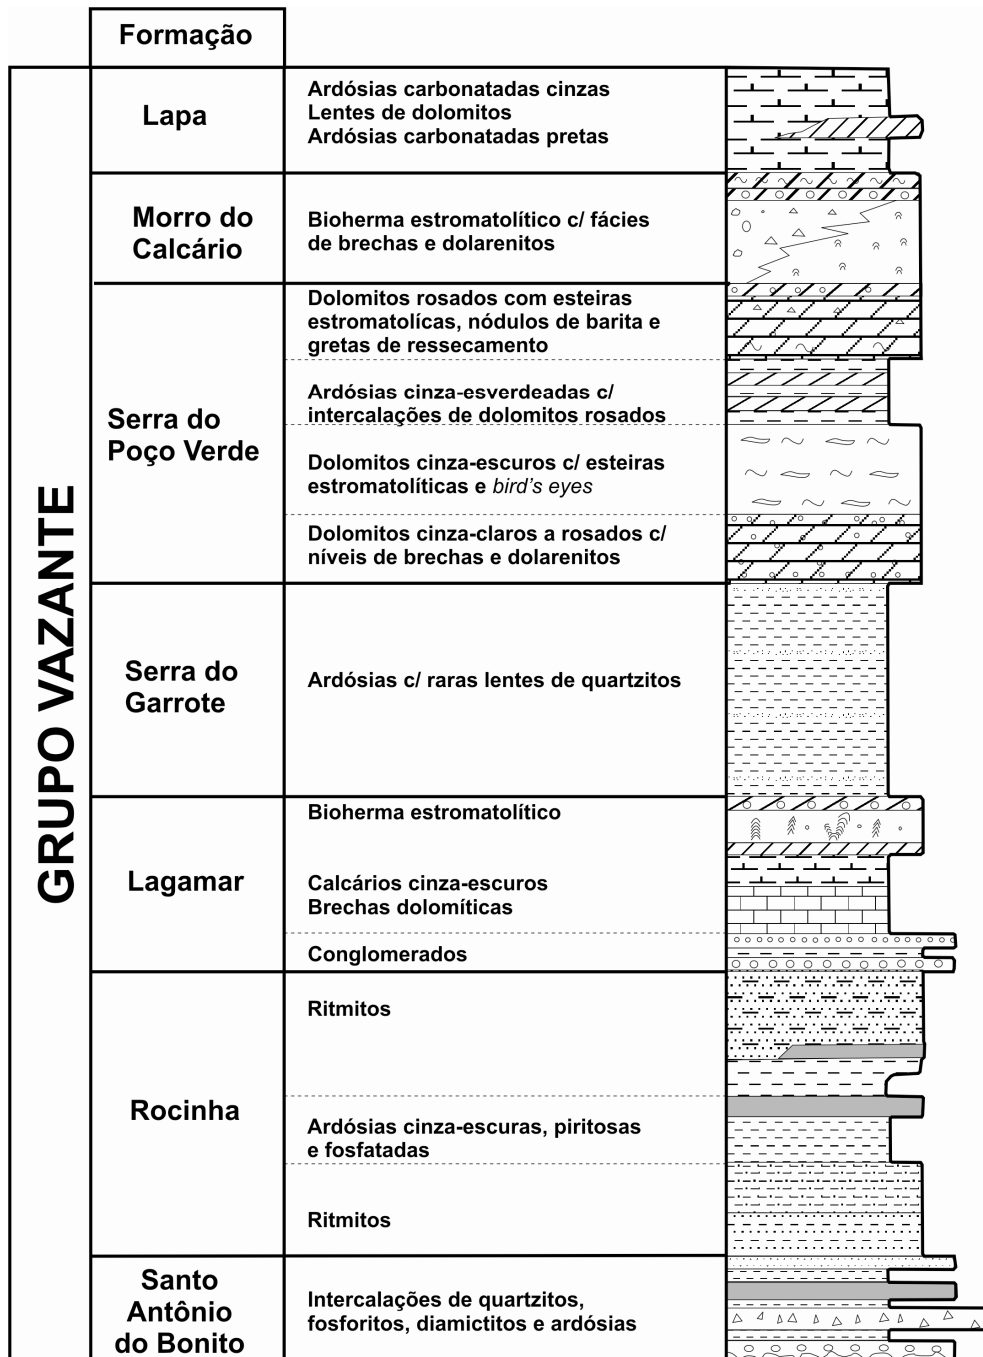 Formação
GRUPO VAZANTE
Lapa
Ardósias carbonatadas cinzas
Lentes de dolomitos
Ardósias carbonatadas pretas
Morro do
Calcário
Bioherma estromatolítico c/ fácies
de brechas e dolarenitos
Serra do
Poço Verde
Dolomitos rosados com esteiras
estromatolícas, nódulos de barita e
gretas de ressecamento
Ardósias cinza-esverdeadas c/
intercalações de dolomitos rosados
Dolomitos cinza-escuros c/ esteiras
estromatolíticas e bird's eyes
Dolomitos cinza-claros a rosados c/
níveis de brechas e dolarenitos
Serra do
Garrote
Ardósias c/ raras lentes de quartzitos
Lagamar
Bioherma estromatolítico
Calcários cinza-escuros
Brechas dolomíticas
Conglomerados
Rocinha
Ritmitos
Ardósias cinza-escuras, piritosas
e fosfatadas
Ritmitos
Santo
Antônio
do Bonito
Intercalações de quartzitos,
fosforitos, diamictitos e ardósias